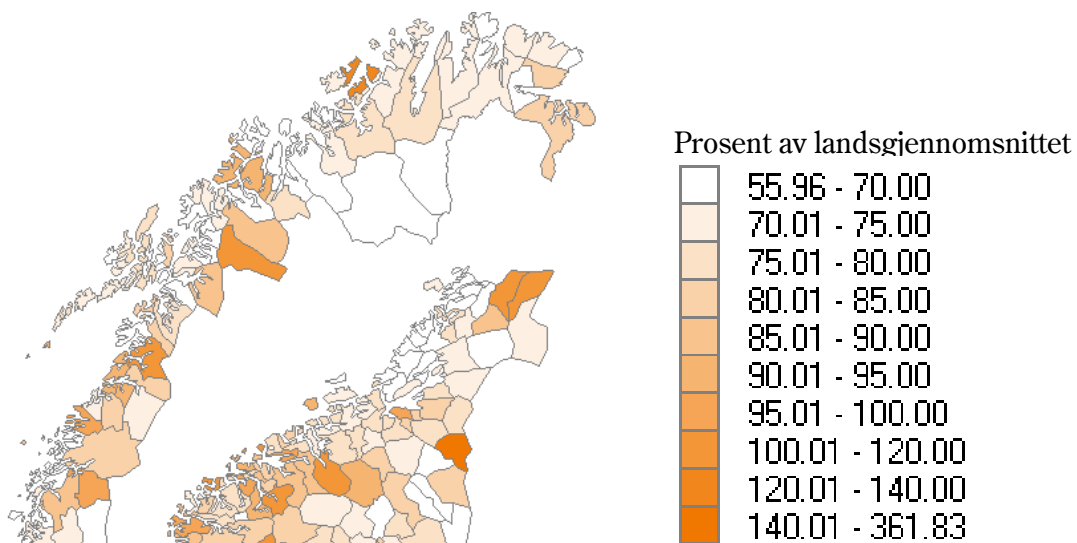 Prosent av landsgjennomsnittet
55.96 - 70.00
70.01 - 75.00
75.01 - 80.00
80.01 - 85.00
85.01 - 90.00
90.01 - 95.00
95.01 - 100.00
100.01 - 120.00
120.01 - 140.00
140.01 - 361.83